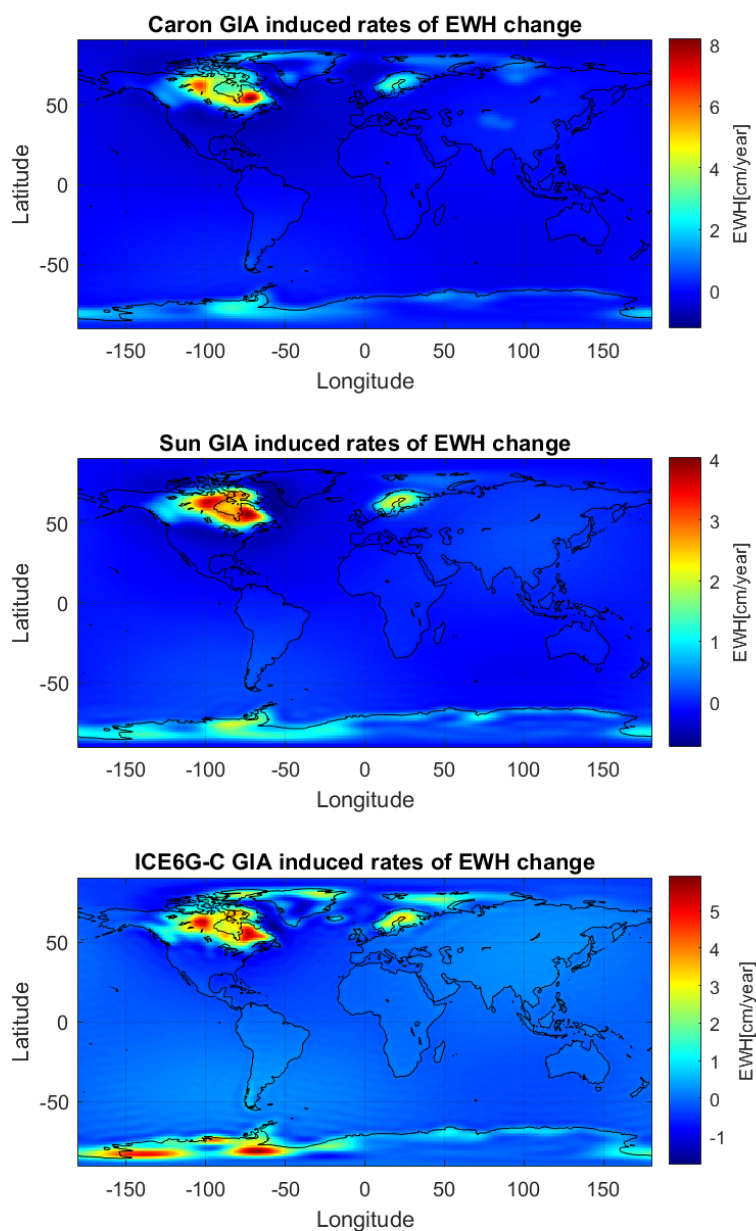 Caron GIA induced rates of EWH change
8
6
4
2
0
EWH[cm/year]
50
0
-50
Latitude
-150 -100 -50 0 50 100 150
Longitude
Sun GIA induced rates of EWH change
4
3
2
1
0
EWH[cm/year]
50
0
-50
Latitude
-150 -100 -50 0 50 100 150
Longitude
ICE6G-C GIA induced rates of EWH change
5
4
3
2
1
0
-1
EWH[cm/year]
50
0
-50
Latitude
-150 -100 -50 0 50 100 150
Longitude